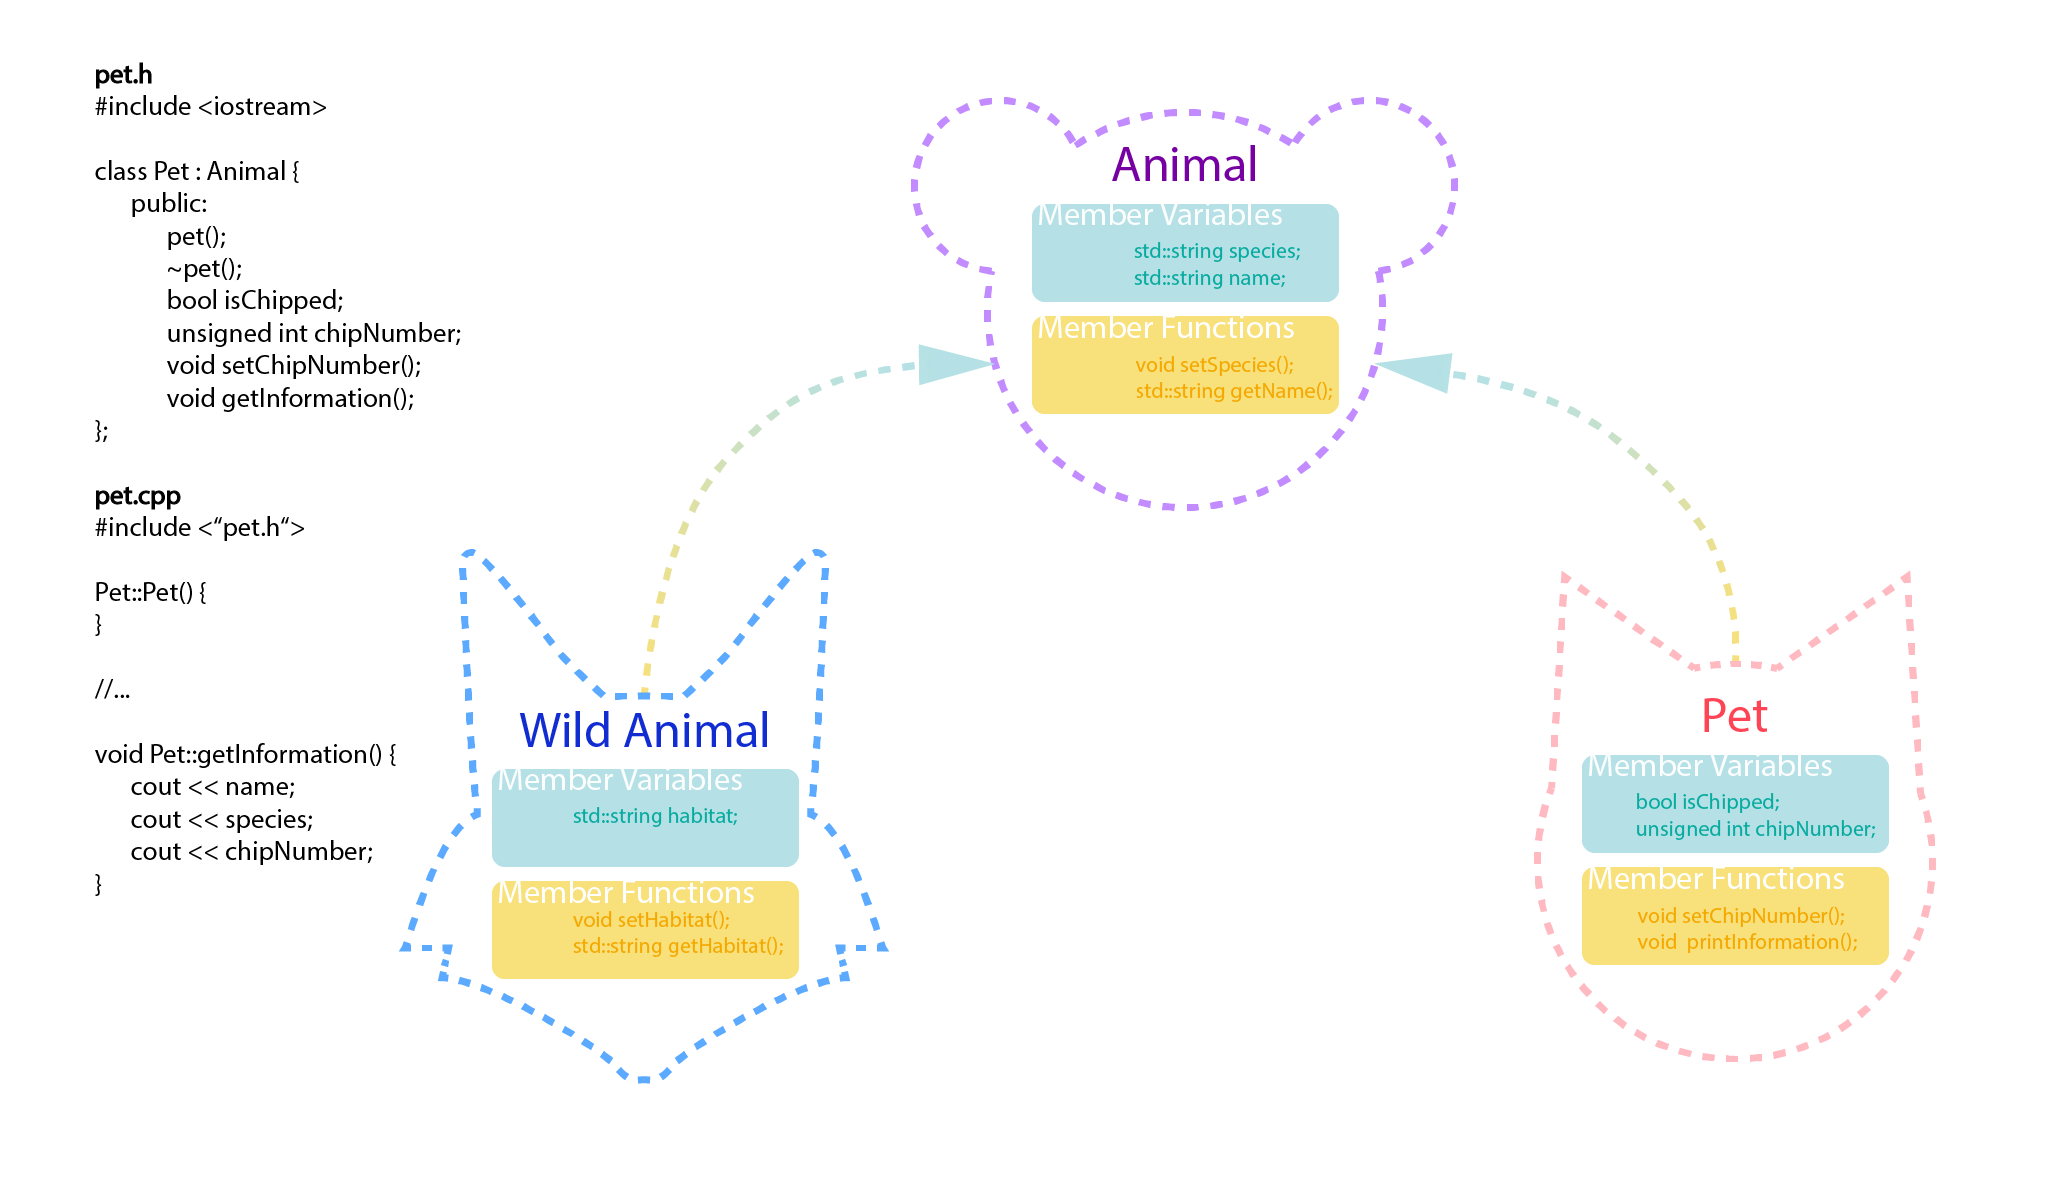 pet.h
#include <iostream>
class Pet : Animal {
public:
pet();
~pet();
bool isChipped;
unsigned int chipNumber;
void setChipNumber();
void getInformation();
};
pet.cpp
#include <“pet.h“>
Pet::Pet() {
}
//...
void Pet::getInformation() {
cout << name;
cout << species;
cout << chipNumber;
}
Animal
Member Variables
std::string species;
std::string name;
Member Functions
void setSpecies();
std::string getName();
Wild Animal
Member Variables
std::string habitat;
Member Functions
void setHabitat();
std::string getHabitat();
Pet
Member Variables
bool isChipped;
unsigned int chipNumber;
Member Functions
void setChipNumber();
void  printInformation();